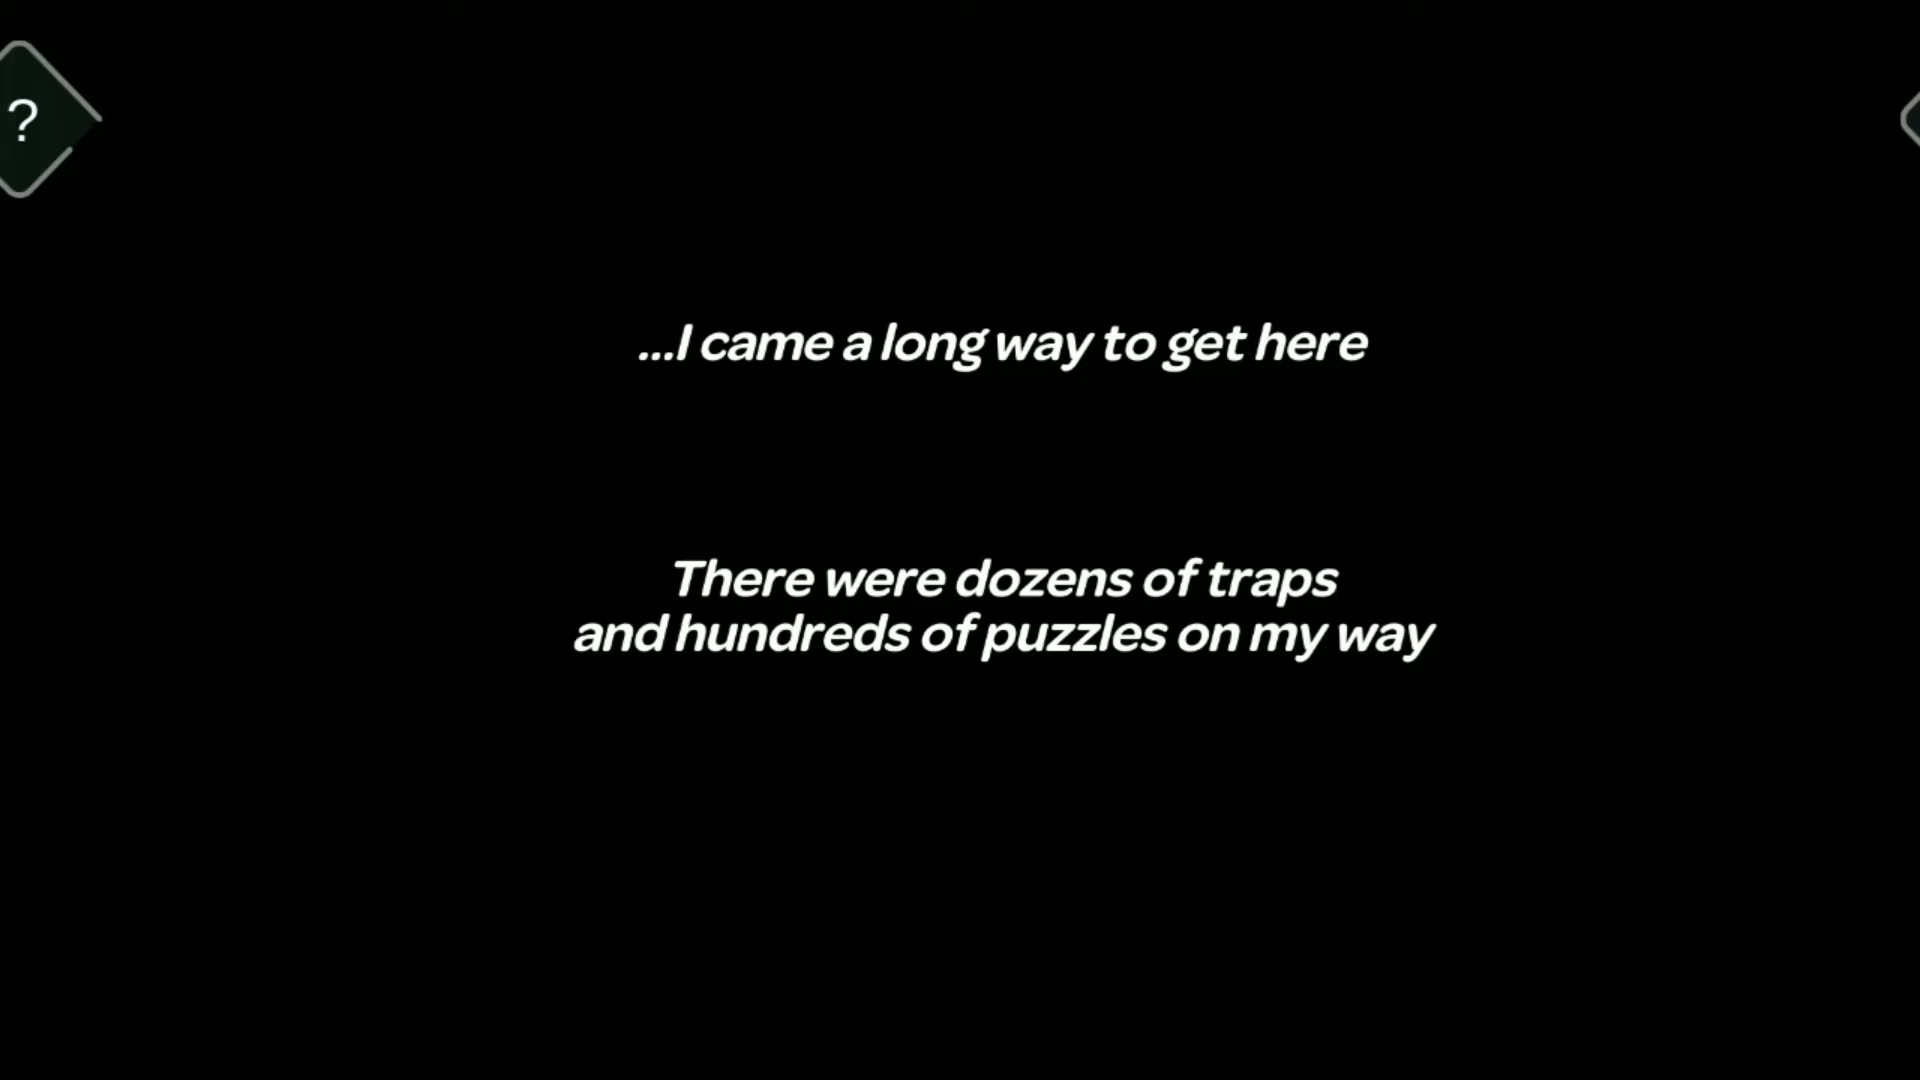 ?
...I came a long way to get here
There were dozens of traps
and hundreds of puzzles on my way